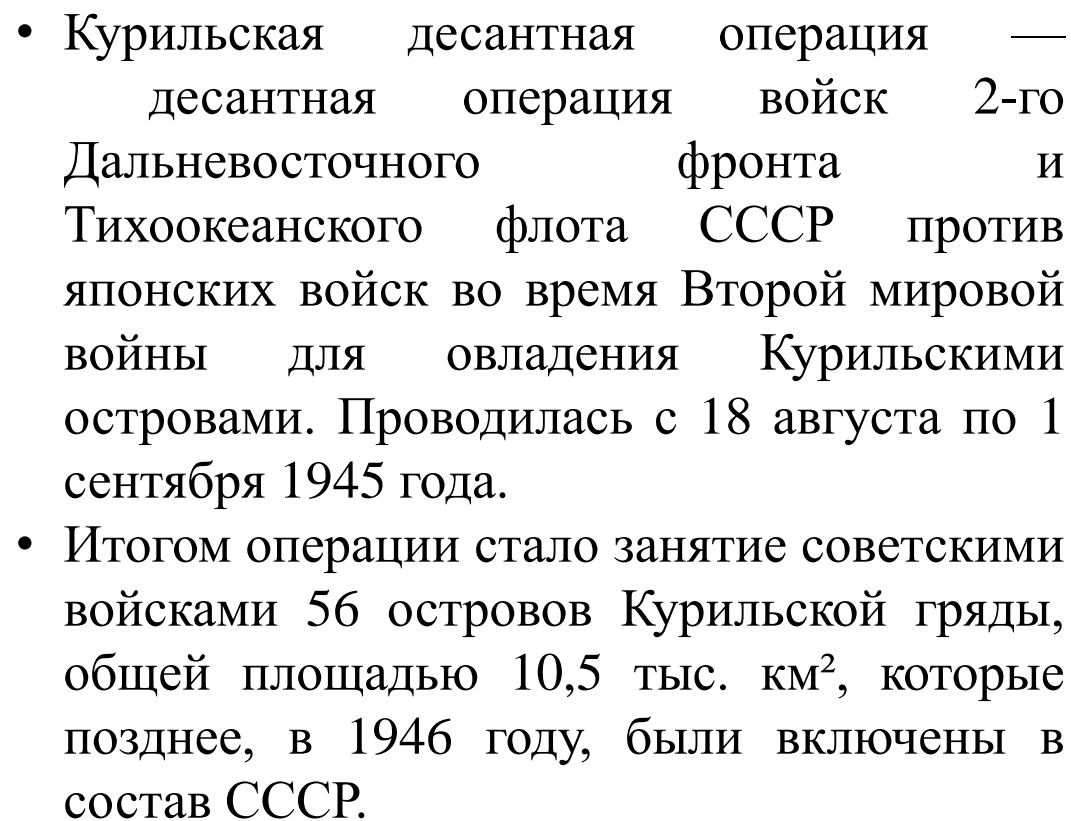 • Курильская десантная операция —
десантная операция войск 2-го
Дальневосточного фронта и
Тихоокеанского флота СССР против
японских войск во время Второй мировой
войны для овладения Курильскими
островами. Проводилась с 18 августа по 1
сентября 1945 года.
• Итогом операции стало занятие советскими
войсками 56 островов Курильской гряды,
общей площадью 10,5 тыс. км², которые
позднее, в 1946 году, были включены в
состав СССР.